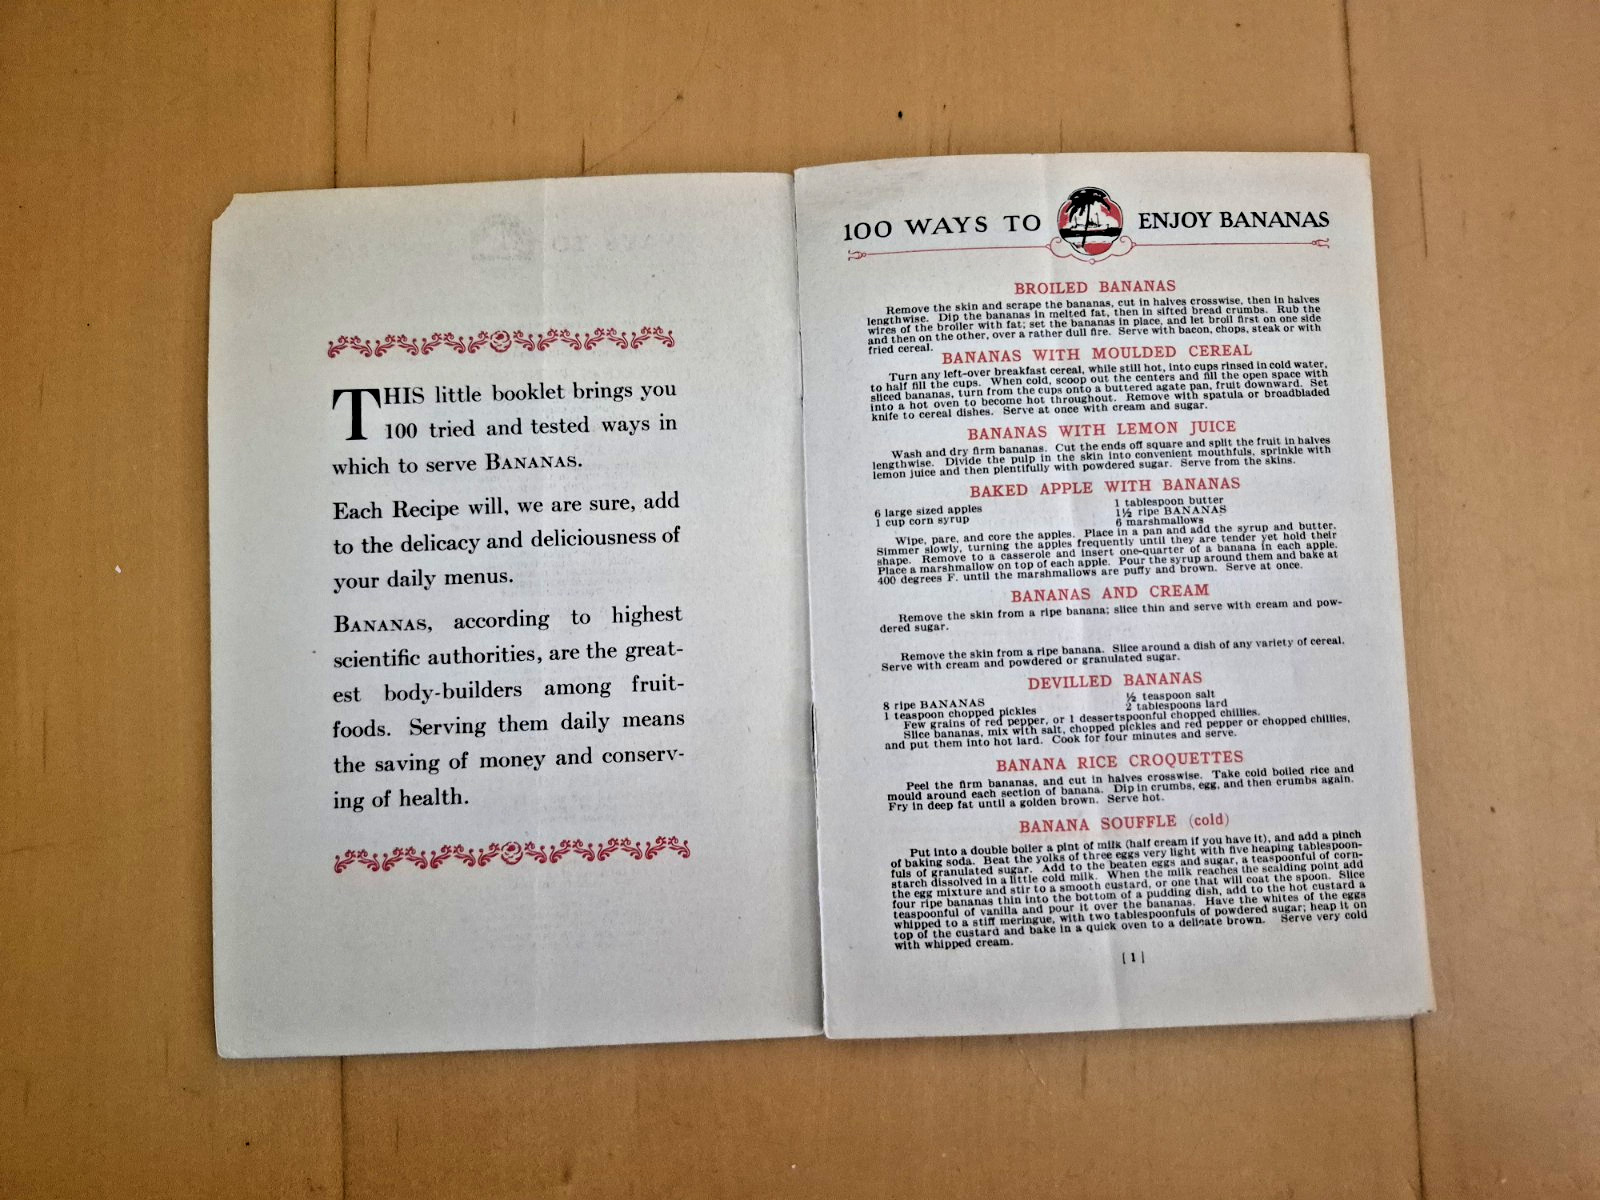 THIS little booklet brings you
100 tried and tested ways in
which to serve BANANAS.
Each Recipe will, we are sure, add
to the delicacy and deliciousness of
your daily menus.
BANANAS, according to highest
scientific authorities, are the great-
est body-builders among fruit-
foods. Serving them daily means
the saving of money and conserv-
ing of health.
100 WAYS TO ENJOY BANANAS
BROILED BANANAS
Remove the skin and scrape the bananas, cut in halves crosswise, then in halves
lengthwise. Dip the bananas in melted fat, then in sifted bread crumbs. Rub the
wires of the broiler with fat; set the bananas in place, and let broil first on one side
and then on the other, over a rather dull fire. Serve with bacon, chops, steak or with
fried cereal.
BANANAS WITH MOULDED CEREAL
Turn any left-over breakfast cereal, while still hot, into cups rinsed in cold water,
to half fill the cups. When cold, scoop out the centers and fill the open space with
sliced bananas, turn from the cups onto a buttered agate pan, fruit downward. Set
into a hot oven to become hot throughout. Remove with spatula or broadbladed
knife to cereal dishes. Serve at once with cream and sugar.
BANANAS WITH LEMON JUICE
Wash and dry firm bananas. Cut the ends off square and split the fruit in halves
lengthwise. Divide the pulp in the skin into convenient mouthfuls, sprinkle with
lemon juice and then plentifully with powdered sugar. Serve from the skins.
BAKED APPLE WITH BANANAS
6 large sized apples
1 cup corn syrup
1 tablespoon butter
1½ ripe BANANAS
6 marshmallows
Wipe, pare, and core the apples. Place in a pan and add the syrup and butter.
Simmer slowly, turning the apples frequently until they are tender yet hold their
shape. Remove to a casserole and insert one-quarter of a banana in each apple.
Place a marshmallow on top of each apple. Pour the syrup around them and bake at
400 degrees F. until the marshmallows are puffy and brown. Serve at once.
BANANAS AND CREAM
Remove the skin from a ripe banana; slice thin and serve with cream and pow-
dered sugar.
Remove the skin from a ripe banana. Slice around a dish of any variety of cereal.
Serve with cream and powdered or granulated sugar.
DEVILLED BANANAS
8 ripe BANANAS
1 teaspoon chopped pickles
½ teaspoon salt
2 tablespoons lard
Few grains of red pepper, or 1 dessertspoonful chopped chillies.
Slice bananas, mix with salt, chopped pickles and red pepper or chopped chillies,
and put them into hot lard. Cook for four minutes and serve.
BANANA RICE CROQUETTES
Peel the firm bananas, and cut in halves crosswise. Take cold boiled rice and
mould around each section of banana. Dip in crumbs, egg, and then crumbs again.
Fry in deep fat until a golden brown. Serve hot.
BANANA SOUFFLE (cold)
Put into a double boiler a pint of milk (half cream if you have it), and add a pinch
of baking soda. Beat the yolks of three eggs very light with five heaping tablespoon-
fuls of granulated sugar. Add to the beaten eggs and sugar, a teaspoonful of corn-
starch dissolved in a little cold milk. When the milk reaches the scalding point add
the egg mixture and stir to a smooth custard, or one that will coat the spoon. Slice
four ripe bananas thin into the bottom of a pudding dish, add to the hot custard a
teaspoonful of vanilla and pour it over the bananas. Have the whites of the eggs
whipped to a stiff meringue, with two tablespoonfuls of powdered sugar; heap it on
top of the custard and bake in a quick oven to a delicate brown. Serve very cold
with whipped cream.
[1]